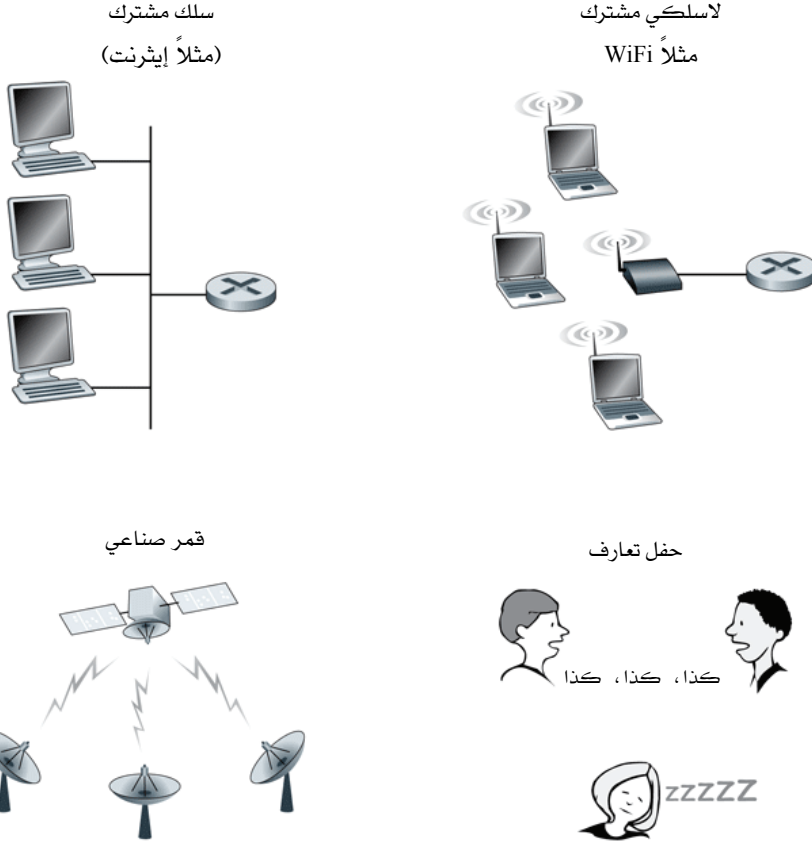 سلك مشترك
(مثلاً إيثرنت)
لاسلكي مشترك
مثلاً WiFi
قمر صناعي
حفل تعارف
كذا، كذا، كذا
zzzzz